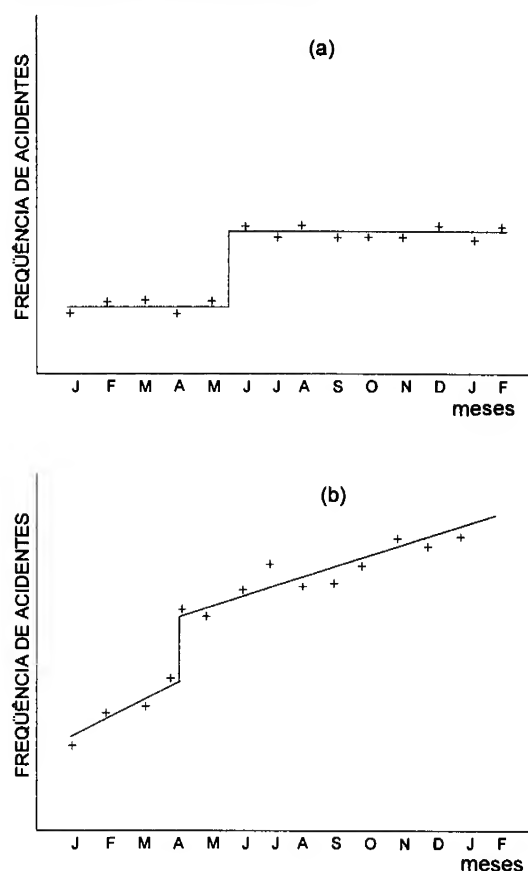 (a)
FREQÜÊNCIA DE ACIDENTES
J F M A M J J A S O N D J F
meses
(b)
FREQÜÊNCIA DE ACIDENTES
J F M A M J J A S O N D J F
meses